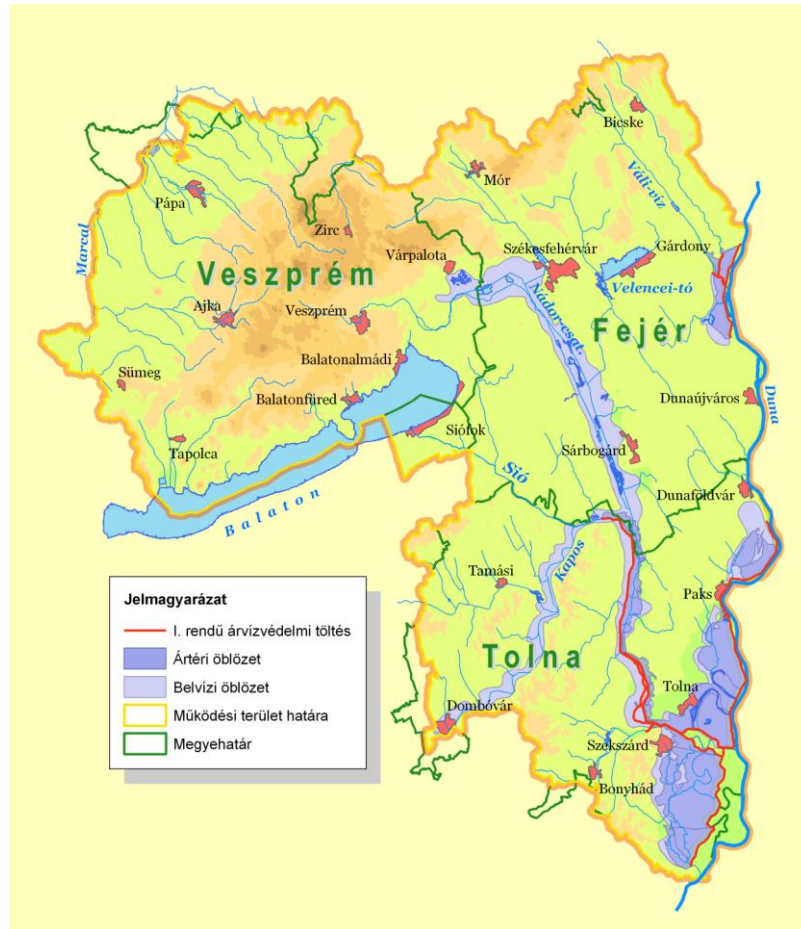 Bicske
Váli-víz
Mór
Pápa
Zirc
Marcal
Várpalota
Székesfehérvár
Gárdony
Veszprém
Velencei-tó
Nádor-csat.
Ajka
Veszprém
Fejér
Balatonalmádi
Sümeg
Balatonfüred
Dunaújváros
Duna
Siófok
Sárbogárd
Tapolca
Sió
Dunaföldvár
Balaton
Kapos
Tamási
Paks
Tolna
Tolna
Dombóvár
Szekszárd
Bonyhád
Jelmagyarázat
I. rendű árvízvédelmi töltés
Ártéri öblözet
Belvízi öblözet
Működési terület határa
Megyehatár